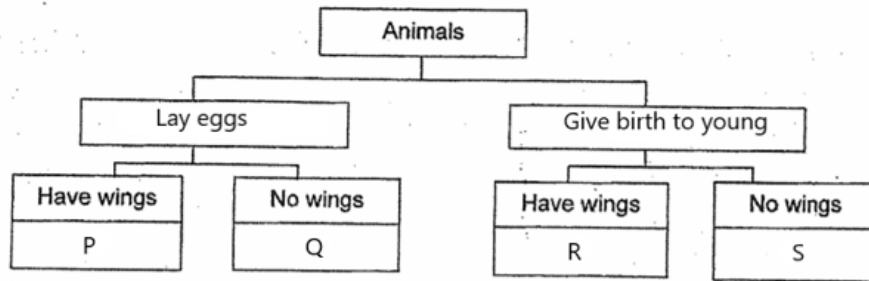 Animals
Lay eggs
Give birth to young
Have wings
No wings
Have wings
No wings
P
Q
R
S